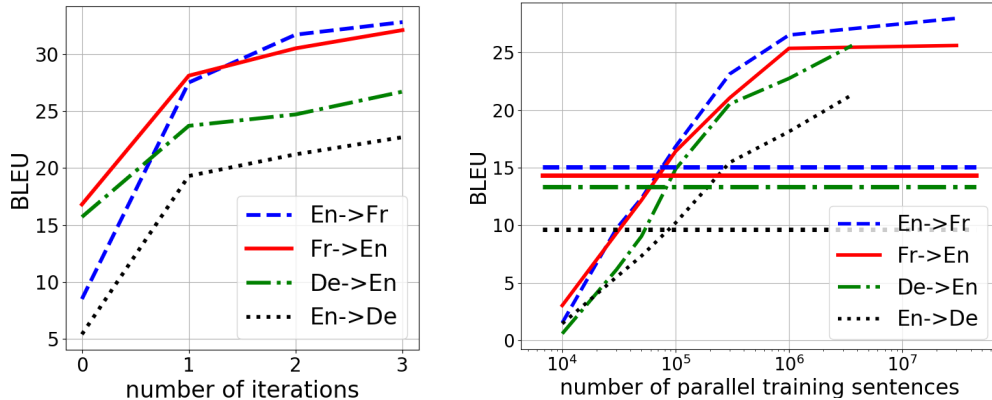 BLEU
30
25
20
15
10
5
0
1
2
3
number of iterations
En->Fr
Fr->En
De->En
En->De
BLEU
25
20
15
10
5
0
10^4
10^5
10^6
10^7
number of parallel training sentences
En->Fr
Fr->En
De->En
En->De